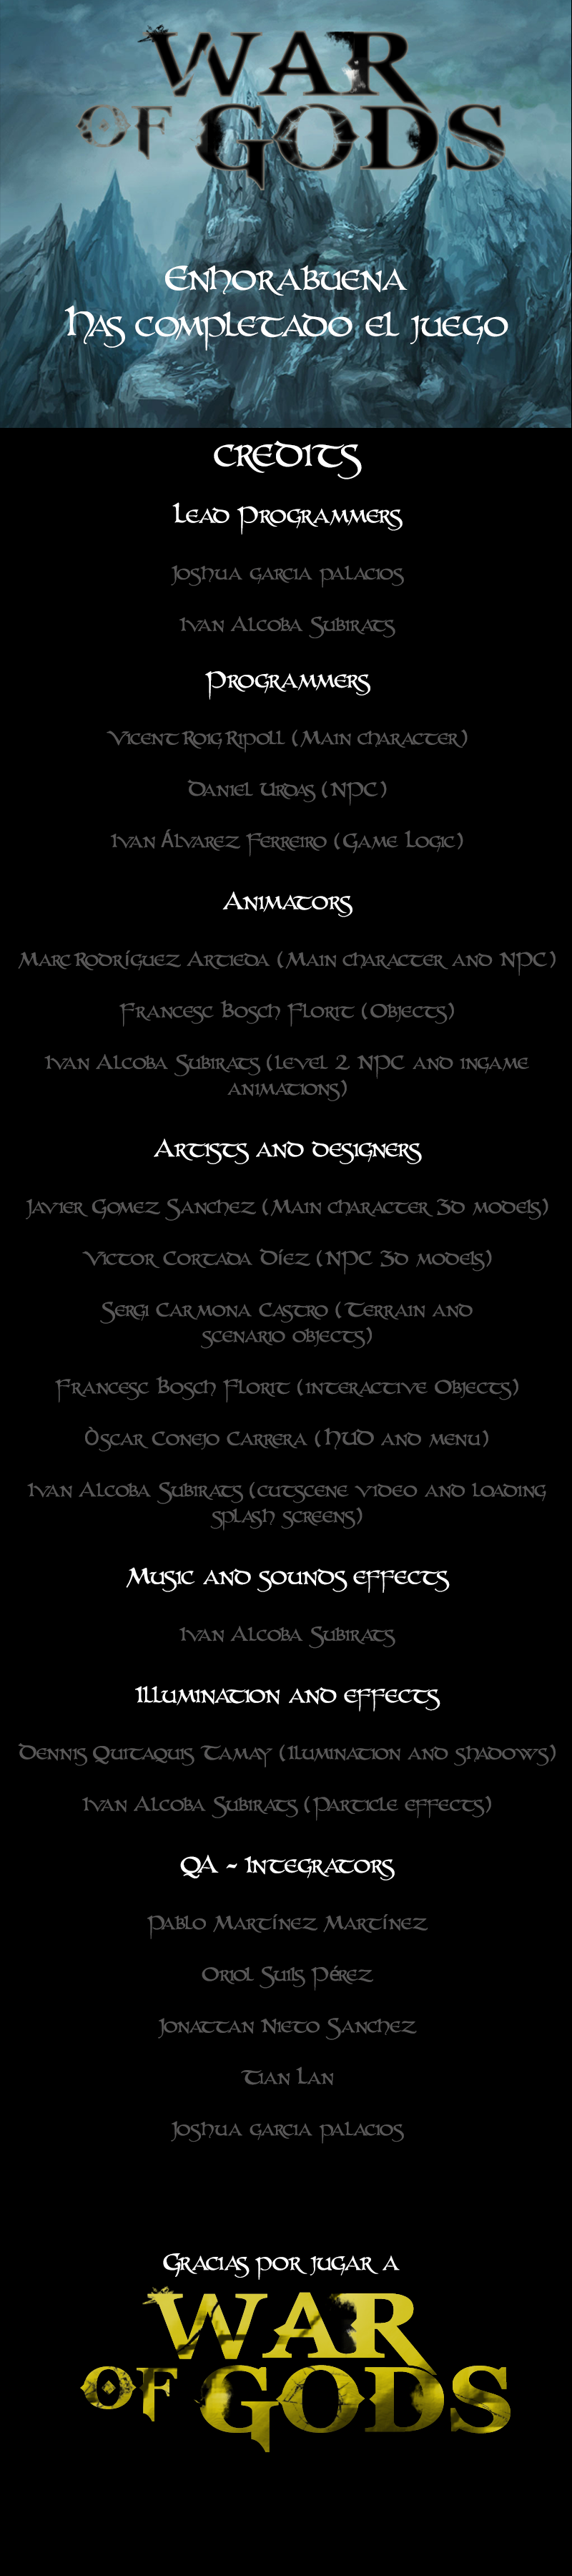 WAR
OF GODS
Enhorabuena
Has completado el juego
Credits
Lead Programmers
Joshua garcia palacios
Ivan Alcoba Subirats
Programmers
Vicent Roig Ripoll (Main character)
Daniel Urdas (NPC)
Ivan Álvarez Ferreiro (Game Logic)
Animators
Marc Rodríguez Artieda (Main character and NPC)
Francesc Bosch Florit (Objects)
Ivan Alcoba Subirats (level 2 NPC and ingame
animations)
Artists and designers
Javier Gomez Sanchez (Main character 3d models)
Victor Cortada Díez (NPC 3d models)
Sergi Carmona Castro (Terrain and
scenario objects)
Francesc Bosch Florit (interactive Objects)
Òscar Conejo Carrera (HUD and menu)
Ivan Alcoba Subirats (cutscene video and loading
splash screens)
Music and sounds effects
Ivan Alcoba Subirats
Illumination and effects
Dennis Quitaquis Tamay (Ilumination and shadows)
Ivan Alcoba Subirats (Particle effects)
QA - Integrators
Pablo Martínez Martínez
Oriol Suils Pérez
Jonattan Nieto Sanchez
Tian Lan
Joshua garcia palacios
Gracias por jugar a
WAR
OF GODS